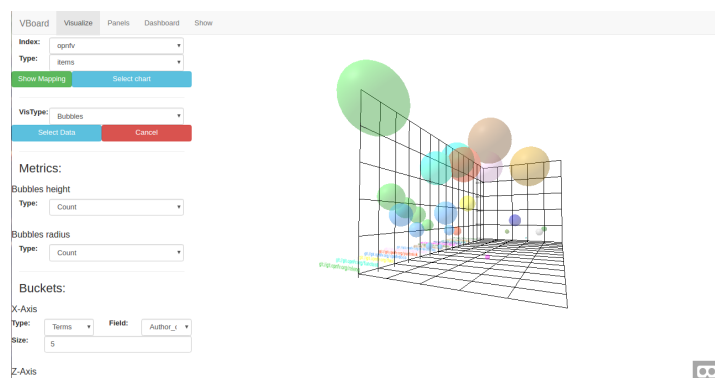 VBoard Visualize Panels Dashboard Show
Index: opnfv
Type: items
Show Mapping Select chart
VisType: Bubbles
Select Data Cancel
Metrics:
Bubbles height
Type: Count
Bubbles radius
Type: Count
Buckets:
X-Axis
Type: Terms Field: Author_c
Size: 5
Z-Axis